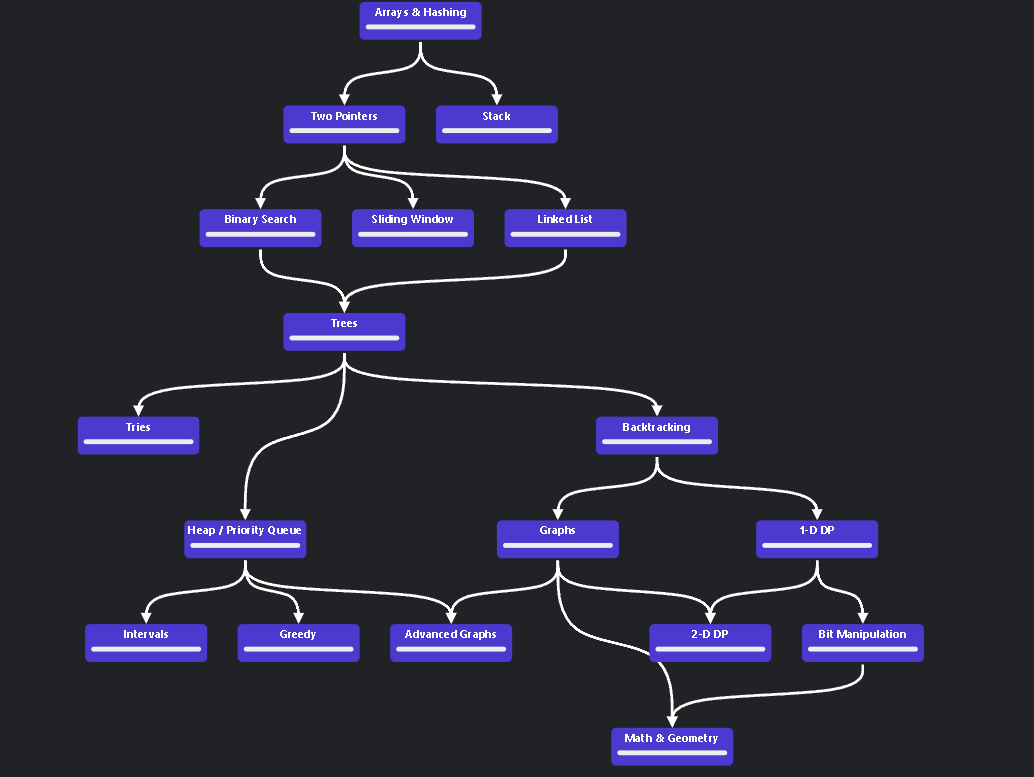 Arrays & Hashing
Two Pointers
Stack
Binary Search
Sliding Window
Linked List
Trees
Tries
Backtracking
Heap / Priority Queue
Graphs
1-D DP
Intervals
Greedy
Advanced Graphs
2-D DP
Bit Manipulation
Math & Geometry